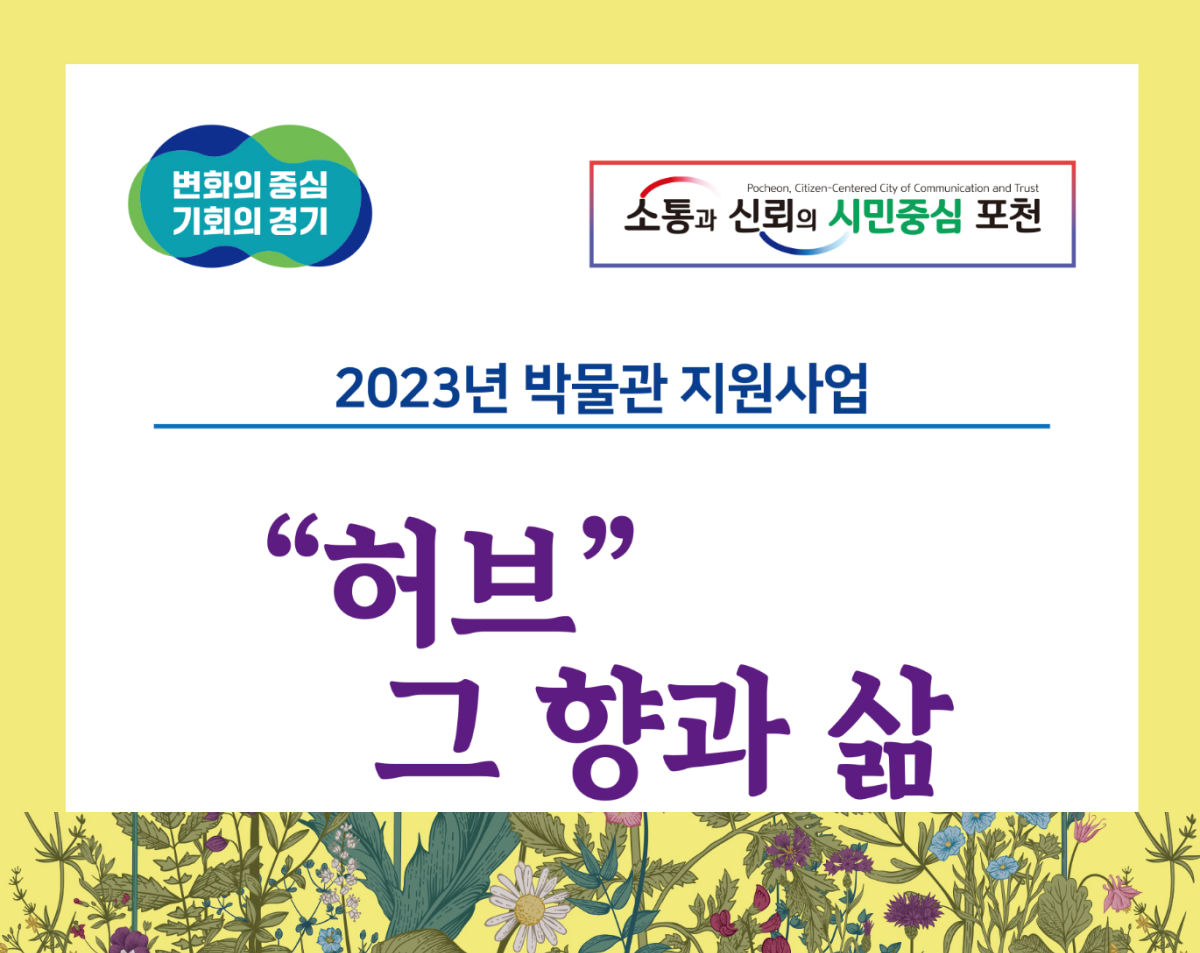 변화의 중심
기회의 경기
Pocheon, Citizen-Centered City of Communication and Trust
소통과 신뢰의 시민중심 포천
2023년 박물관 지원사업
“허브”
그 향과 삶